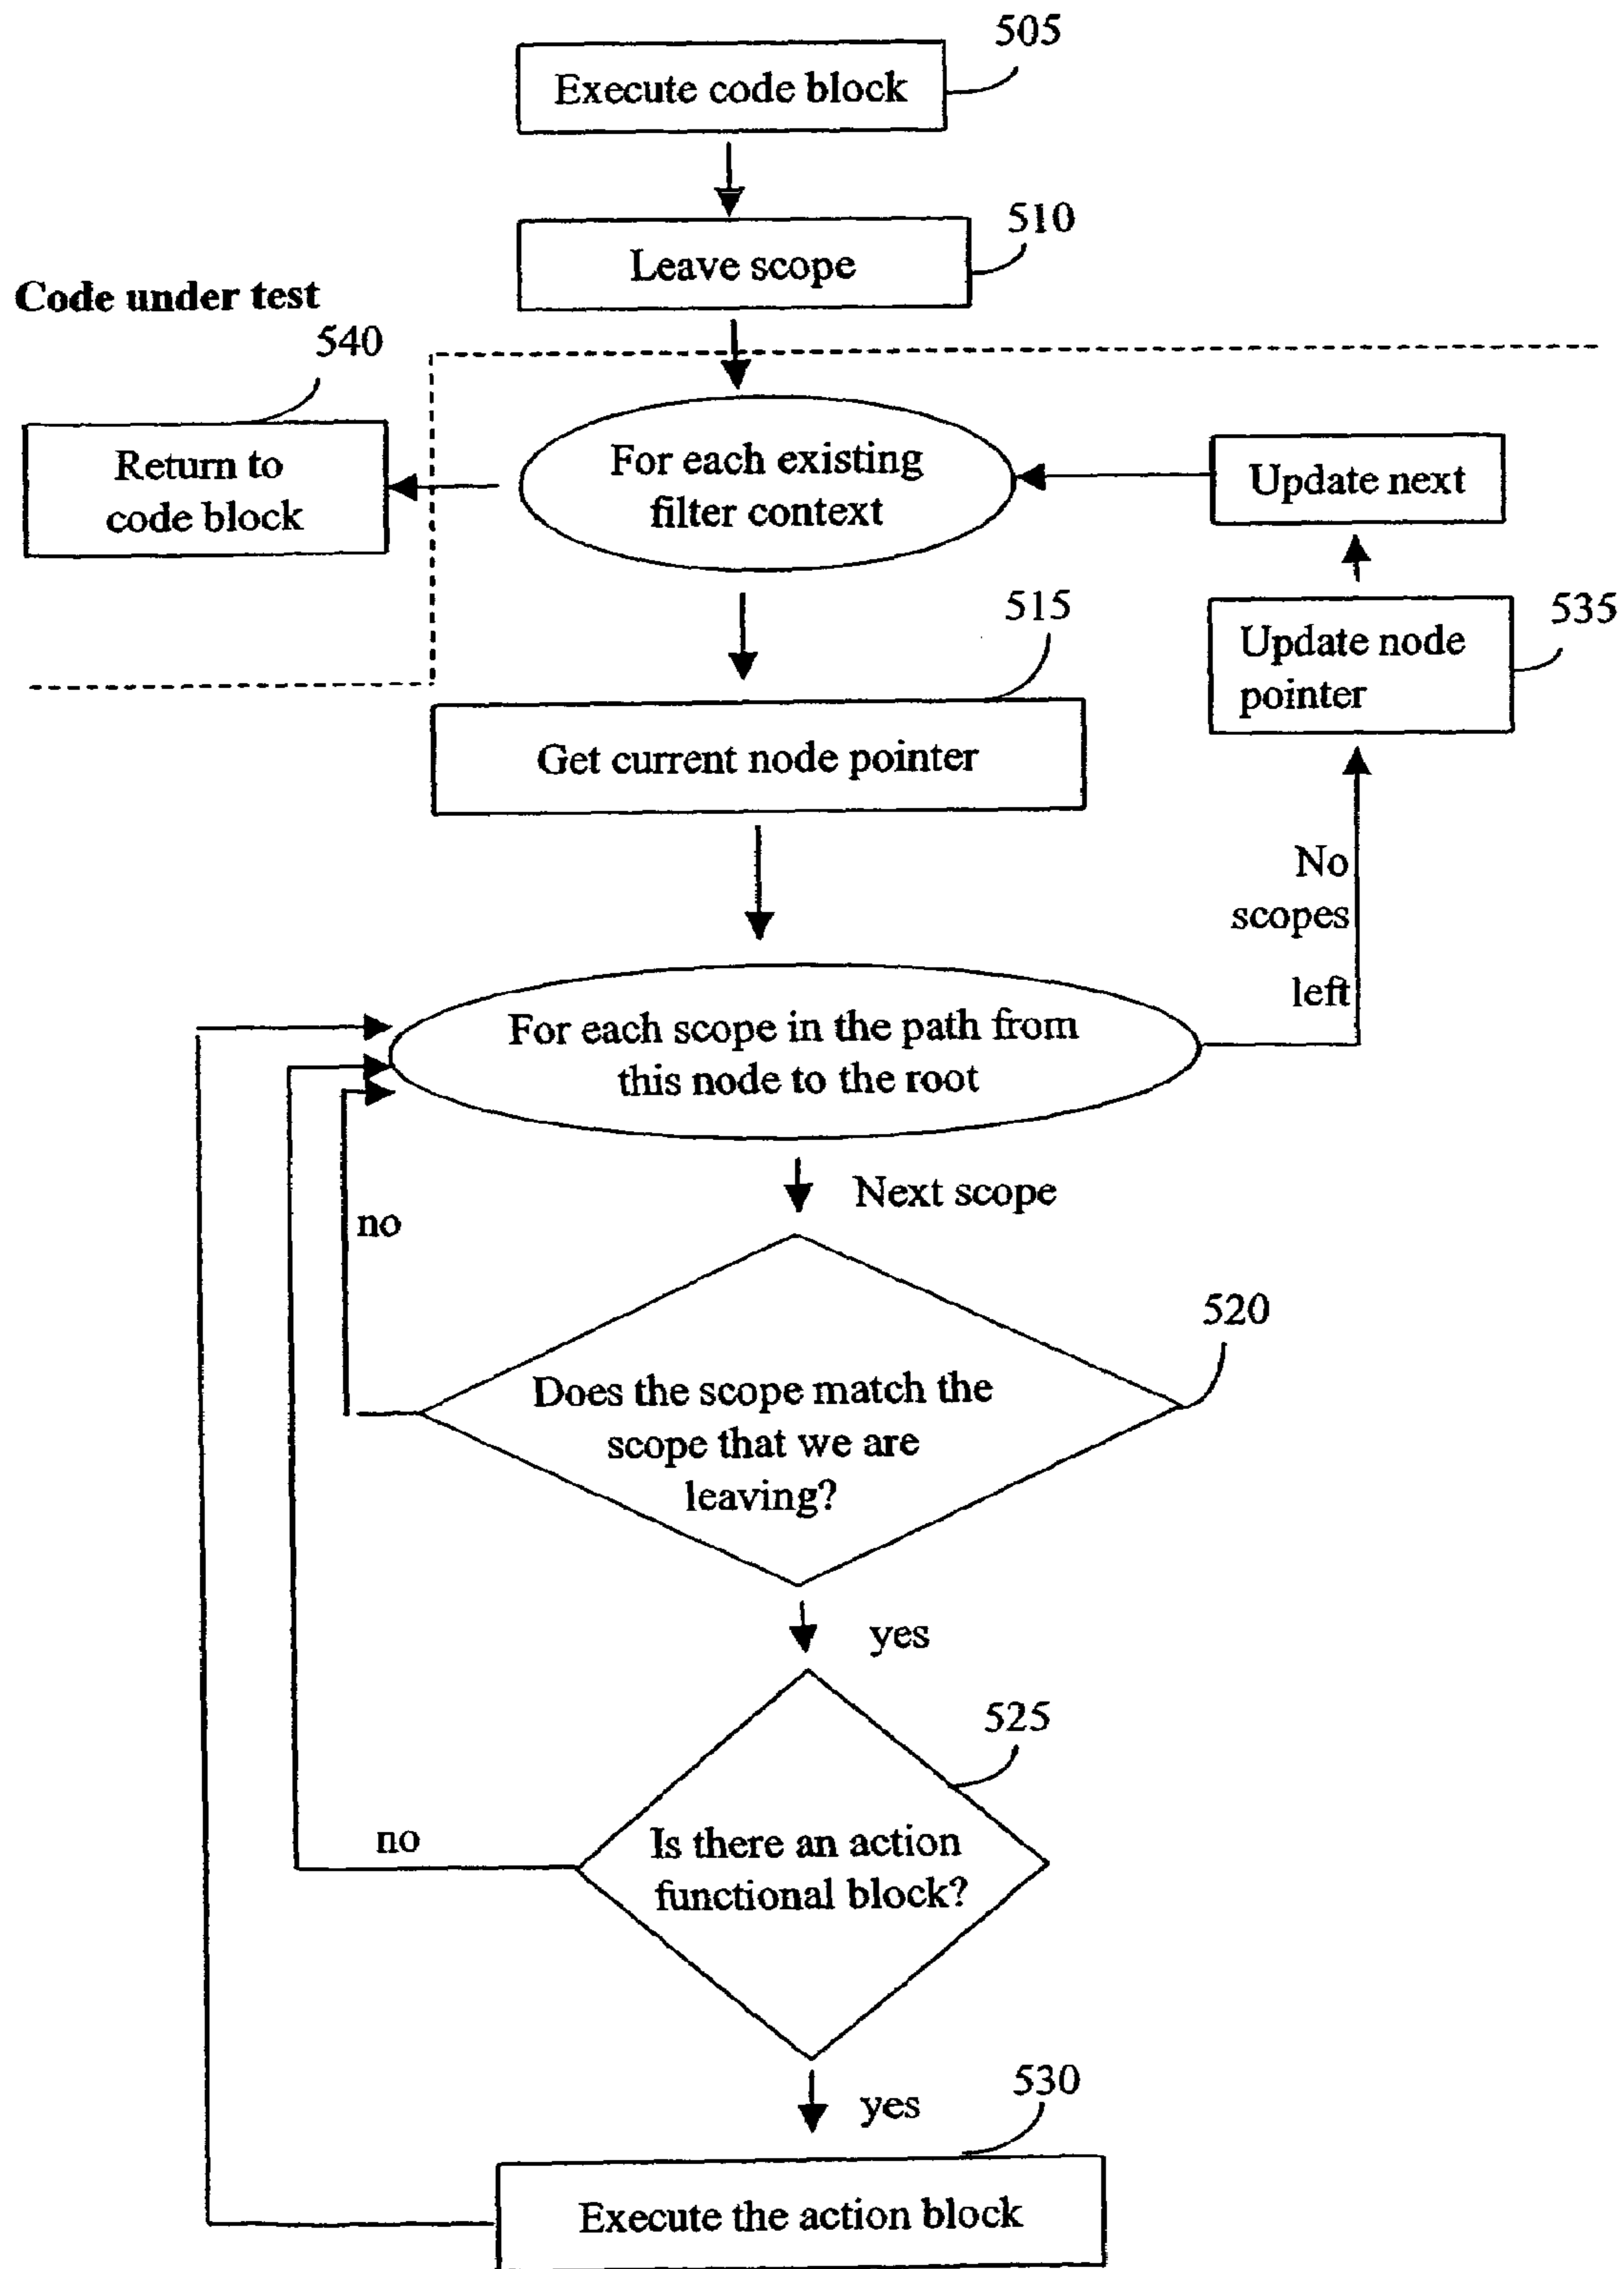 505
Execute code block
510
Leave scope
Code under test
540
Return to
code block
For each existing
filter context
Update next
515
535
Update node
pointer
Get current node pointer
No
scopes
left
For each scope in the path from
this node to the root
Next scope
no
520
Does the scope match the
scope that we are
leaving?
yes
525
no
Is there an action
functional block?
530
yes
Execute the action block